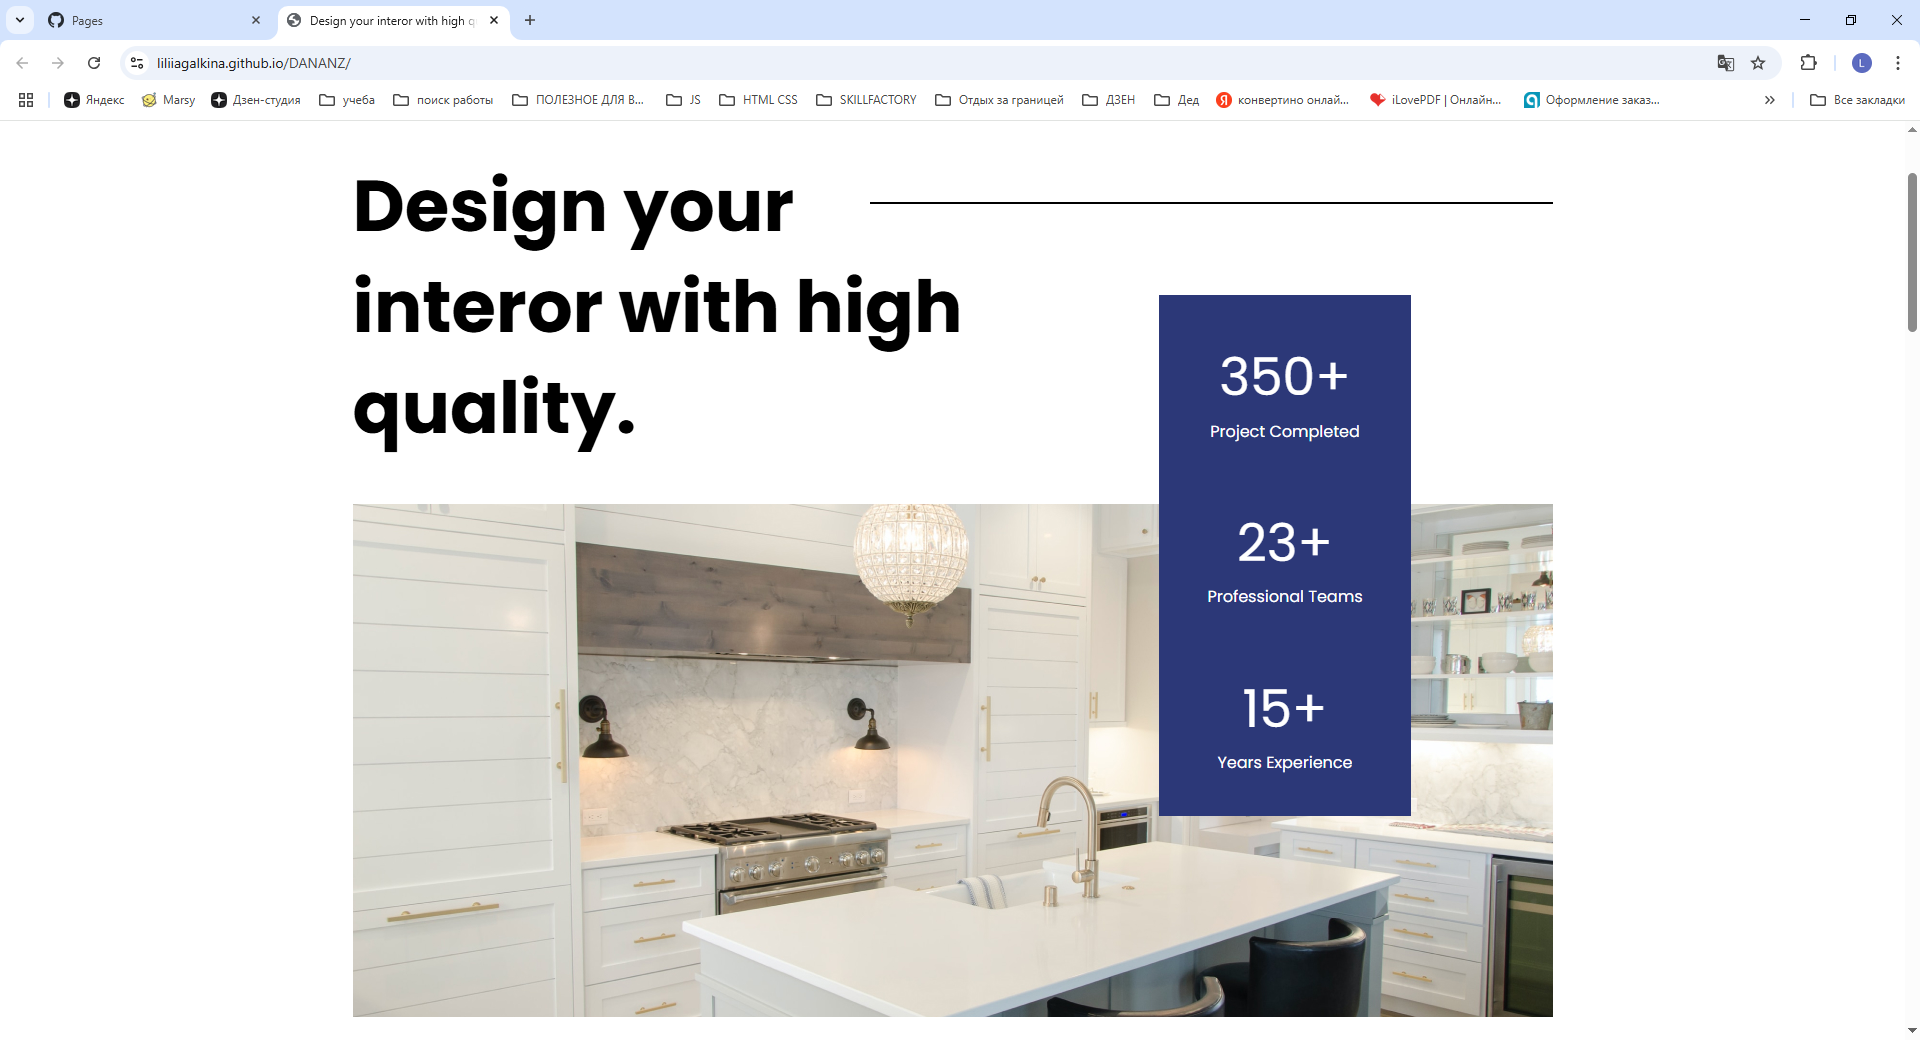 Pages
Design your interor with high q
liliiagalkina.github.io/DANANZ/
L
Яндекс
Marsy
Дзен-студия
учеба
поиск работы
ПОЛЕЗНОЕ ДЛЯ В...
JS
HTML CSS
SKILLFACTORY
Отдых за границей
ДЗЕН
Дед
Я
конвертино онлай...
iLovePDF | Онлайн...
Оформление заказ...
Все закладки
Design your
interor with high
quality.
350+
Project Completed
23+
Professional Teams
15+
Years Experience